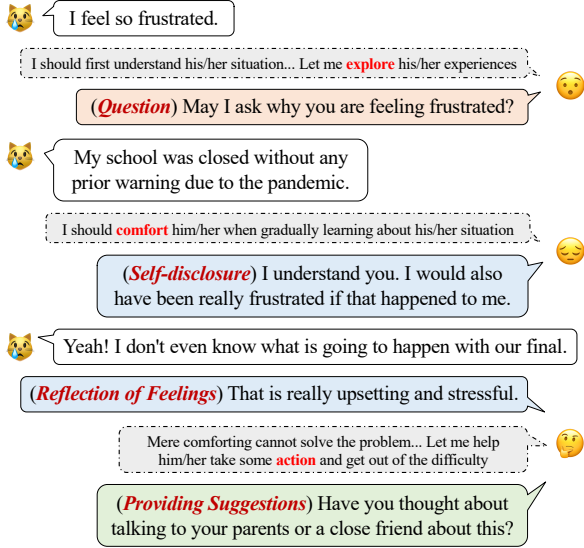 I feel so frustrated.
I should first understand his/her situation... Let me explore his/her experiences
(Question) May I ask why you are feeling frustrated?
My school was closed without any
prior warning due to the pandemic.
I should comfort him/her when gradually learning about his/her situation
(Self-disclosure) I understand you. I would also
have been really frustrated if that happened to me.
Yeah! I don't even know what is going to happen with our final.
(Reflection of Feelings) That is really upsetting and stressful.
Mere comforting cannot solve the problem... Let me help
him/her take some action and get out of the difficulty
(Providing Suggestions) Have you thought about
talking to your parents or a close friend about this?